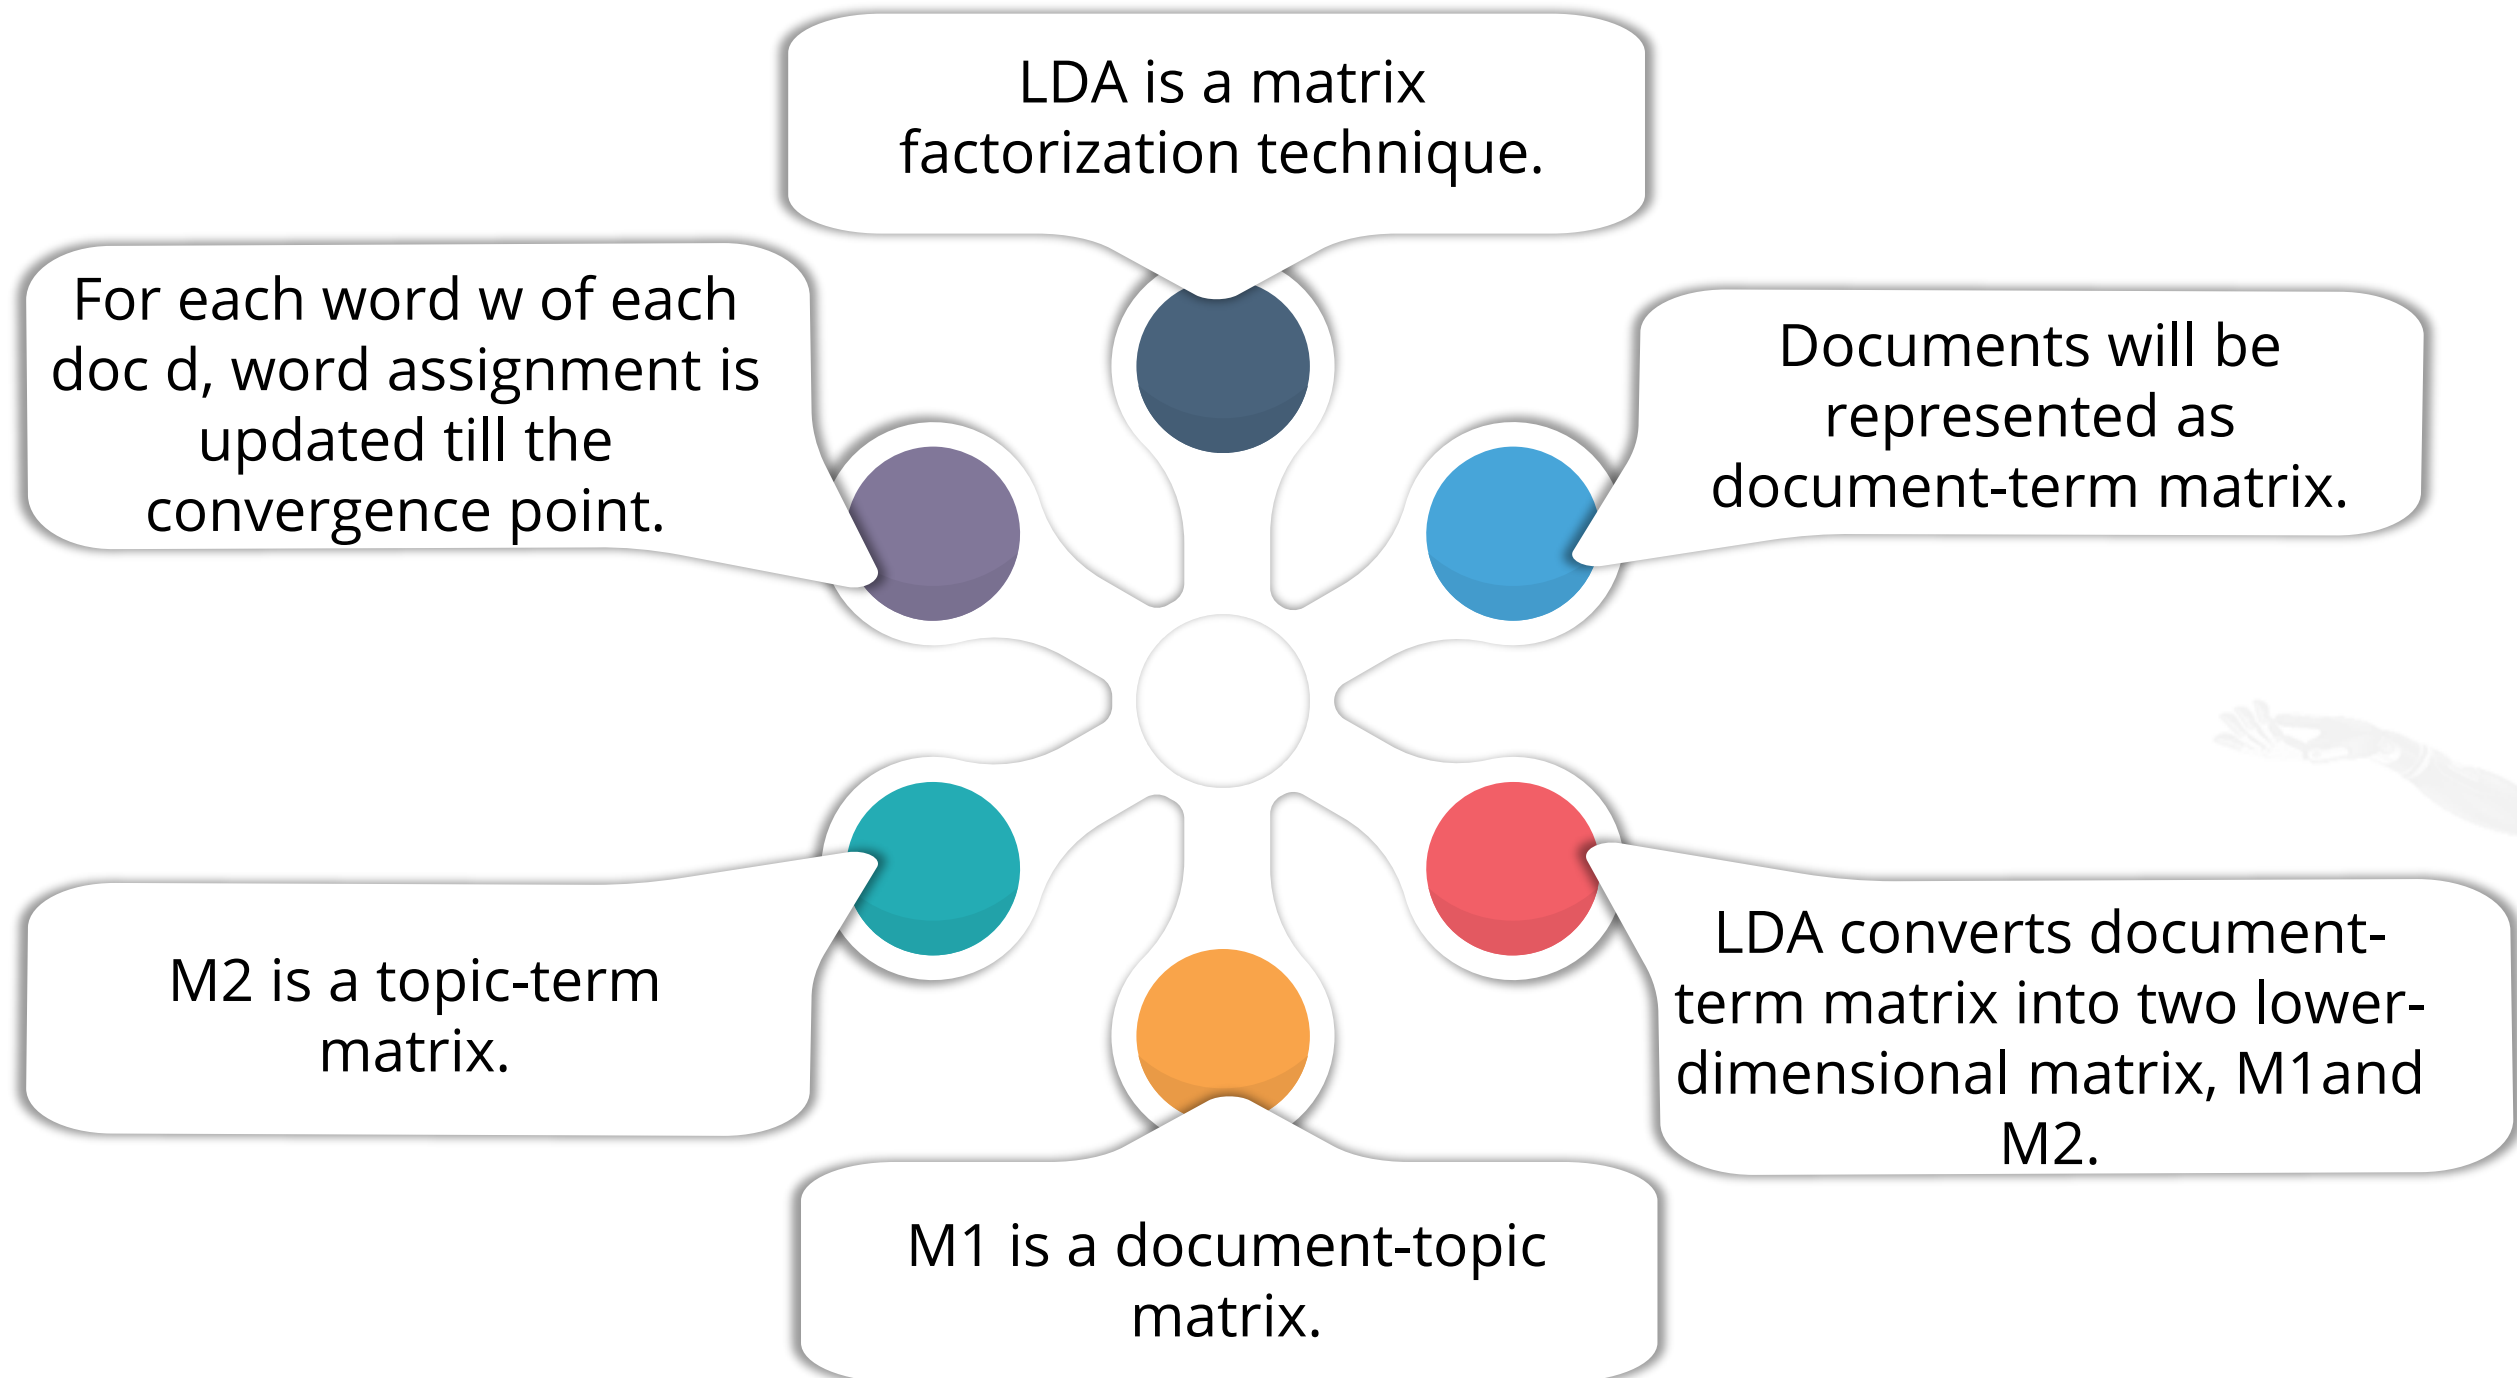 LDA is a matrix
factorization technique.
Documents will be
represented as
document-term matrix.
LDA converts document-
term matrix into two lower-
dimensional matrix, M1and
M2.
M1 is a document-topic
matrix.
M2 is a topic-term
matrix.
For each word w of each
doc d, word assignment is
updated till the
convergence point.